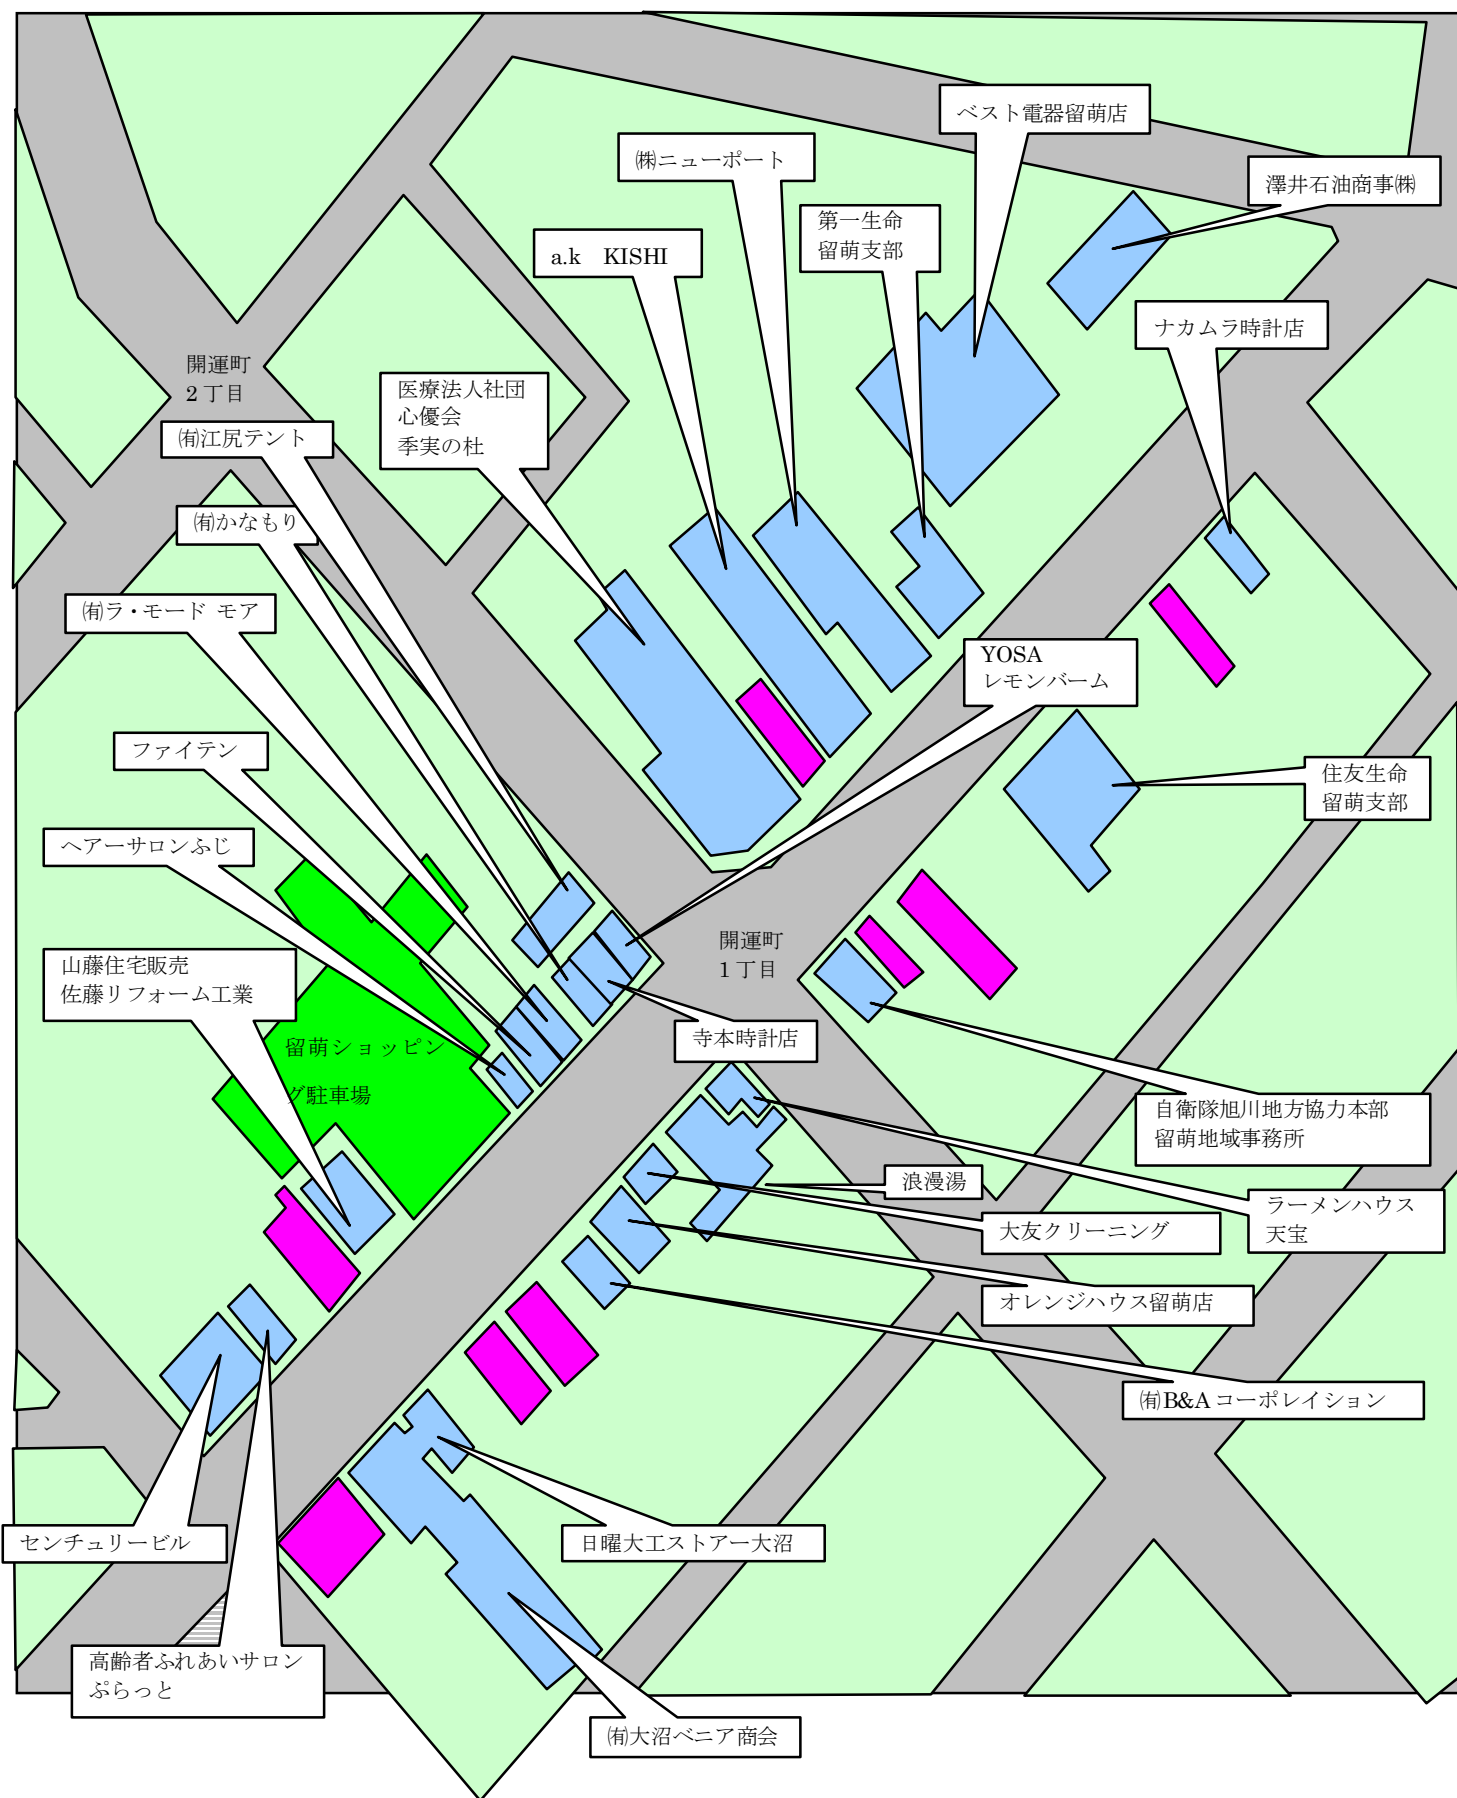 ベスト電器留萌店
㈱ニューポート
澤井石油商事㈱
第一生命
留萌支部
a.k　KISHI
ナカムラ時計店
開運町
2丁目
医療法人社団
心優会
季実の杜
㈲江尻テント
㈲かなもり
㈲ラ・モード モア
YOSA
レモンバーム
ファイテン
住友生命
留萌支部
ヘアーサロンふじ
開運町
1丁目
山藤住宅販売
佐藤リフォーム工業
寺本時計店
留萌ショッピン
グ駐車場
自衛隊旭川地方協力本部
留萌地域事務所
浪漫湯
ラーメンハウス
天宝
大友クリーニング
オレンジハウス留萌店
㈲B&Aコーポレイション
センチュリービル
日曜大工ストアー大沼
高齢者ふれあいサロン
ぷらっと
㈲大沼ベニア商会